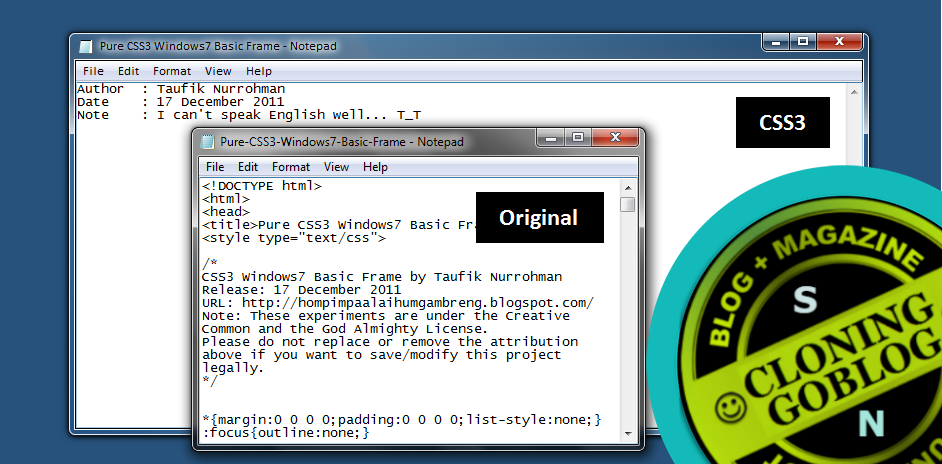 Pure CSS3 Windows7 Basic Frame - Notepad
File Edit Format View Help
Author : Taufik Nurrohman
Date : 17 December 2011
Note : I can't speak English well... T_T
CSS3
Pure-CSS3-Windows7-Basic-Frame - Notepad
File Edit Format View Help
<!DOCTYPE html>
<html>
<head>
<title>Pure CSS3 Windows7 Basic
<style type="text/css">
Original
/*
CSS3 Windows7 Basic Frame by Taufik Nurrohman
Release: 17 December 2011
URL: http://hompimpaalaihumgambreng.blogspot.com/
Note: These experiments are under the Creative
Common and the God Almighty License.
Please do not replace or remove the attribution
above if you want to save/modify this project
legally.
*/
*{margin:0 0 0 0;padding:0 0 0 0;list-style:none;}
:focus{outline:none;}
BLOG + MAGAZINE
S
CLONING
GOBLOG
N